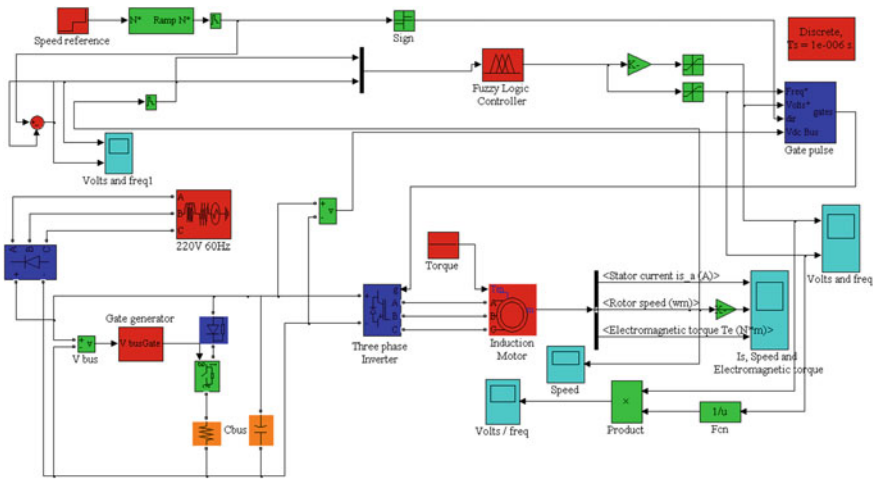 Speed reference
N*
Ramp N*
Sign
Discrete,
Ts = 1e-006 s
Fuzzy Logic
Controller
K-
Freq*
Volts*
dir
Vdc Bus
gates
Gate pulse
Volts and freq1
A
B
C
220V 60Hz
A
B
C
+
-
+
-
v
Torque
Volts and freq
<Stator current is_a (A)>
<Rotor speed (wm)>
<Electromagnetic torque Te (N*m)>
K-
Is, Speed and
Electromagnetic torque
Gate generator
V bus
Gate
+
-
v
V bus
+
-
A
B
C
Three phase
Inverter
A
B
C
Induction
Motor
Speed
Cbus
Volts / freq
×
Product
1/u
Fcn